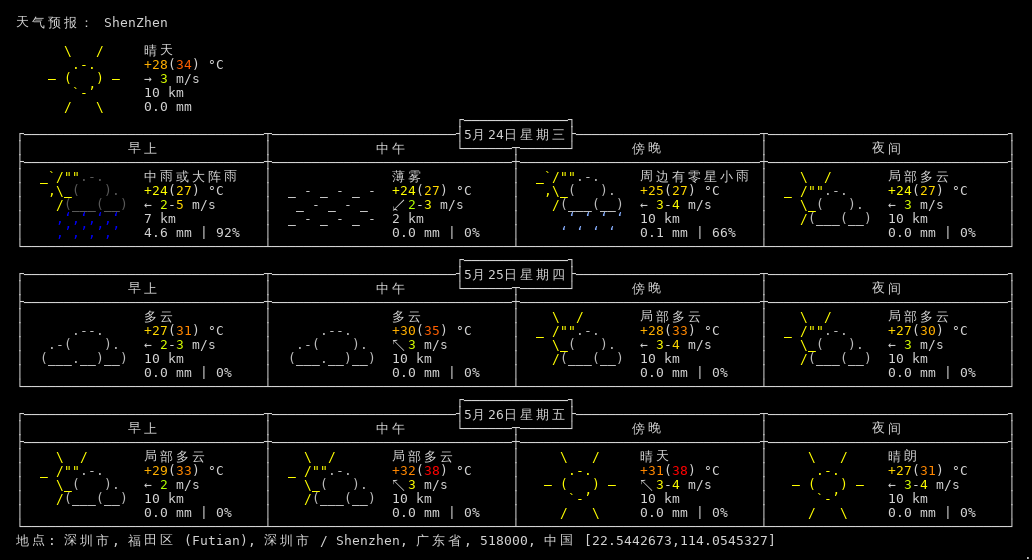 天气预报： ShenZhen
晴天
+28(34) °C
→ 3 m/s
10 km
0.0 mm
5月24日星期三
早上 中午 傍晚 夜间
中雨或大阵雨 薄雾 周边有零星小雨 局部多云
+24(27) °C +24(27) °C +25(27) °C +24(27) °C
← 2-5 m/s ↙ 2-3 m/s ← 3-4 m/s ← 3 m/s
7 km 2 km 10 km 10 km
4.6 mm | 92% 0.0 mm | 0% 0.1 mm | 66% 0.0 mm | 0%
5月25日星期四
早上 中午 傍晚 夜间
多云 多云 局部多云 局部多云
+27(31) °C +30(35) °C +28(33) °C +27(30) °C
← 2-3 m/s ↖ 3 m/s ← 3-4 m/s ← 3 m/s
10 km 10 km 10 km 10 km
0.0 mm | 0% 0.0 mm | 0% 0.0 mm | 0% 0.0 mm | 0%
5月26日星期五
早上 中午 傍晚 夜间
局部多云 局部多云 晴天 晴朗
+29(33) °C +32(38) °C +31(38) °C +27(31) °C
← 2 m/s ↖ 3 m/s ↖ 3-4 m/s ← 3-4 m/s
10 km 10 km 10 km 10 km
0.0 mm | 0% 0.0 mm | 0% 0.0 mm | 0% 0.0 mm | 0%
地点: 深圳市, 福田区 (Futian), 深圳市 / Shenzhen, 广东省, 518000, 中国 [22.5442673,114.0545327]